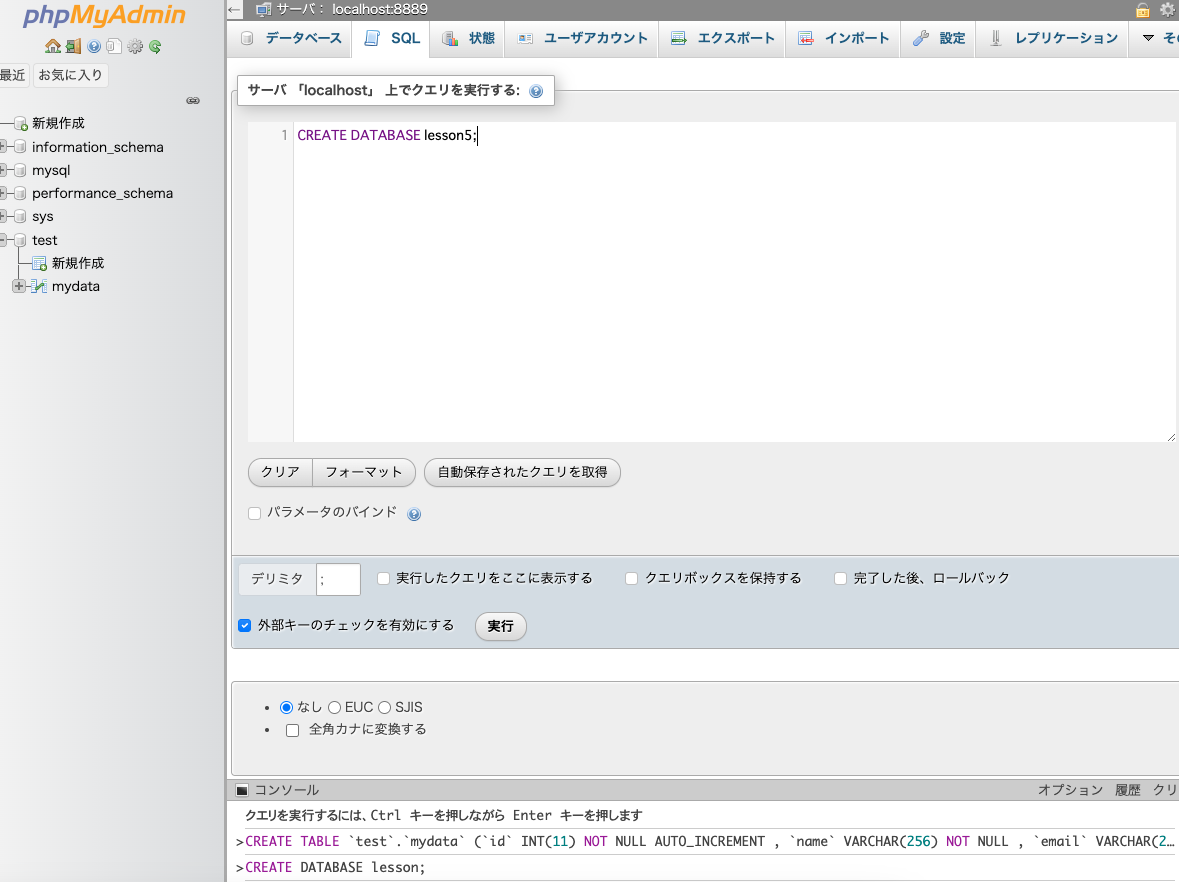 phpMyAdmin
最近 お気に入り
新規作成
information_schema
mysql
performance_schema
sys
test
新規作成
mydata
サーバ： localhost:8889
データベース SQL 状態 ユーザアカウント エクスポート インポート 設定 レプリケーション
サーバ 「localhost」 上でクエリを実行する:
1 CREATE DATABASE lesson5;
クリア フォーマット 自動保存されたクエリを取得
パラメータのバインド
デリミタ ; 実行したクエリをここに表示する クエリボックスを保持する 完了した後、ロールバック
外部キーのチェックを有効にする 実行
なし EUC SJIS
全角カナに変換する
コンソール オプション 履歴 クリ
クエリを実行するには、Ctrl キーを押しながら Enter キーを押します
>CREATE TABLE `test`.`mydata` (`id` INT(11) NOT NULL AUTO_INCREMENT , `name` VARCHAR(256) NOT NULL , `email` VARCHAR(2…
>CREATE DATABASE lesson;